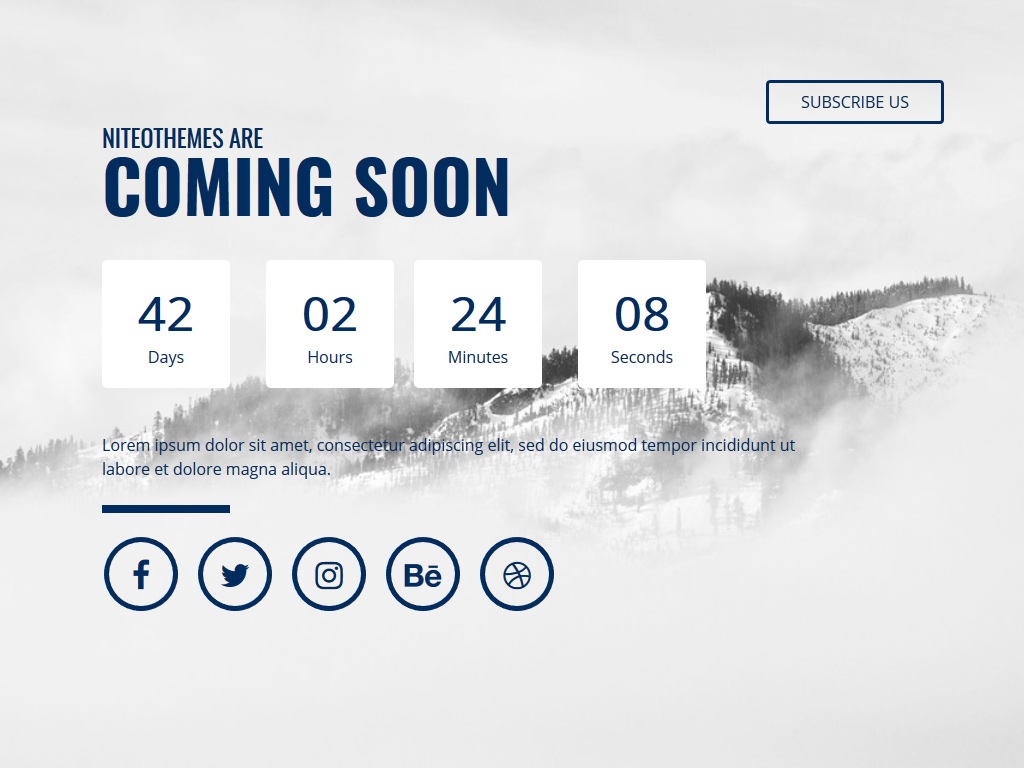 SUBSCRIBE US
NITEOTHEMES ARE
COMING SOON
42 02 24 08
Days Hours Minutes Seconds
Lorem ipsum dolor sit amet, consectetur adipiscing elit, sed do eiusmod tempor incididunt ut
labore et dolore magna aliqua.
Bē